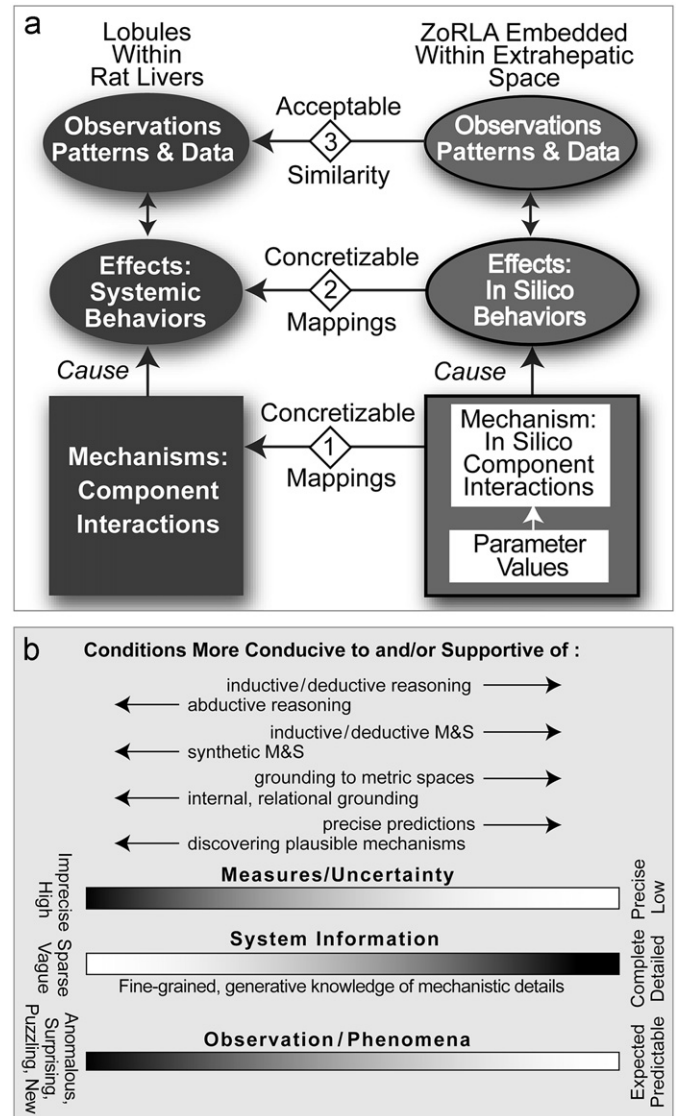 a
Lobules
Within
Rat Livers
ZoRLA Embedded
Within Extrahepatic
Space
Observations
Patterns & Data
Acceptable
3
Similarity
Observations
Patterns & Data
Effects:
Systemic
Behaviors
Concretizable
2
Mappings
Effects:
In Silico
Behaviors
Cause
Cause
Mechanisms:
Component
Interactions
Concretizable
1
Mappings
Mechanism:
In Silico
Component
Interactions
Parameter
Values
b
Conditions More Conducive to and/or Supportive of :
inductive/deductive reasoning
abductive reasoning
inductive/deductive M&S
synthetic M&S
grounding to metric spaces
internal, relational grounding
precise predictions
discovering plausible mechanisms
Imprecise
High
Measures/Uncertainty
Precise
Low
Sparse
Vague
System Information
Fine-grained, generative knowledge of mechanistic details
Complete
Detailed
Anomalous,
Surprising,
Puzzling, New
Observation/Phenomena
Expected
Predictable